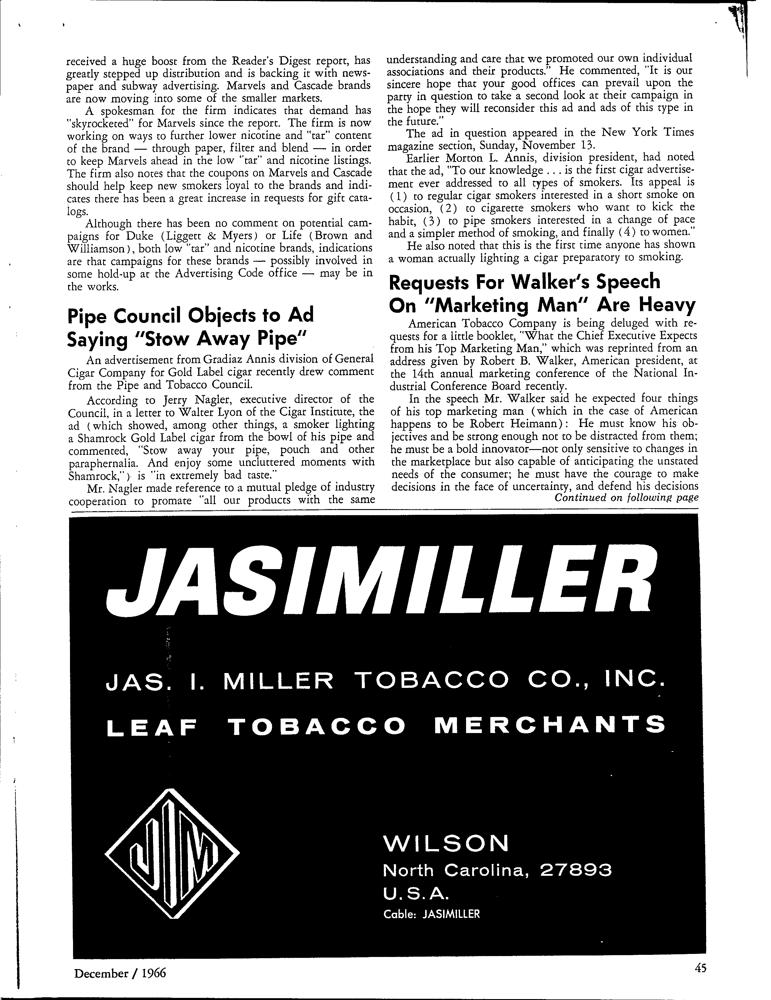 received a huge boost from the Reader's Digest report, has
greatly stepped up distribution and is backing it with news-
paper and subway advertising. Marvels and Cascade brands
are now moving into some of the smaller markets.
A spokesman for the firm indicates that demand has
"skyrocketed" for Marvels since the report. The firm is now
working on ways to further lower nicotine and "tar" content
of the brand — through paper, filter and blend — in order
to keep Marvels ahead in the low "tar" and nicotine listings.
The firm also notes that the coupons on Marvels and Cascade
should help keep new smokers loyal to the brands and indi-
cates there has been a great increase in requests for gift cata-
logs.
Although there has been no comment on potential cam-
paigns for Duke (Liggett & Myers) or Life (Brown and
Williamson), both low "tar" and nicotine brands, indications
are that campaigns for these brands — possibly involved in
some hold-up at the Advertising Code office — may be in
the works.
Pipe Council Objects to Ad
Saying "Stow Away Pipe"
An advertisement from Gradiaz Annis division of General
Cigar Company for Gold Label cigar recently drew comment
from the Pipe and Tobacco Council.
According to Jerry Nagler, executive director of the
Council, in a letter to Walter Lyon of the Cigar Institute, the
ad (which showed, among other things, a smoker lighting
a Shamrock Gold Label cigar from the bowl of his pipe and
commented, "Stow away your pipe, pouch and other
paraphernalia. And enjoy some uncluttered moments with
Shamrock,") is "in extremely bad taste."
Mr. Nagler made reference to a mutual pledge of industry
cooperation to promate "all our products with the same
understanding and care that we promoted our own individual
associations and their products." He commented, "It is our
sincere hope that your good offices can prevail upon the
party in question to take a second look at their campaign in
the hope they will reconsider this ad and ads of this type in
the future."
The ad in question appeared in the New York Times
magazine section, Sunday, November 13.
Earlier Morton L. Annis, division president, had noted
that the ad, "To our knowledge . . . is the first cigar advertise-
ment ever addressed to all types of smokers. Its appeal is
(1) to regular cigar smokers interested in a short smoke on
occasion, (2) to cigarette smokers who want to kick the
habit, (3) to pipe smokers interested in a change of pace
and a simpler method of smoking, and finally (4) to women."
He also noted that this is the first time anyone has shown
a woman actually lighting a cigar preparatory to smoking.
Requests For Walker's Speech
On "Marketing Man" Are Heavy
American Tobacco Company is being deluged with re-
quests for a little booklet, "What the Chief Executive Expects
from his Top Marketing Man," which was reprinted from an
address given by Robert B. Walker, American president, at
the 14th annual marketing conference of the National In-
dustrial Conference Board recently.
In the speech Mr. Walker said he expected four things
of his top marketing man (which in the case of American
happens to be Robert Heimann): He must know his ob-
jectives and be strong enough not to be distracted from them;
he must be a bold innovator—not only sensitive to changes in
the marketplace but also capable of anticipating the unstated
needs of the consumer; he must have the courage to make
decisions in the face of uncertainty, and defend his decisions
Continued on following page
JASIMILLER
JAS. I. MILLER TOBACCO CO., INC.
LEAF TOBACCO MERCHANTS
JIM
WILSON
North Carolina, 27893
U.S.A.
Cable: JASIMILLER
December / 1966
45